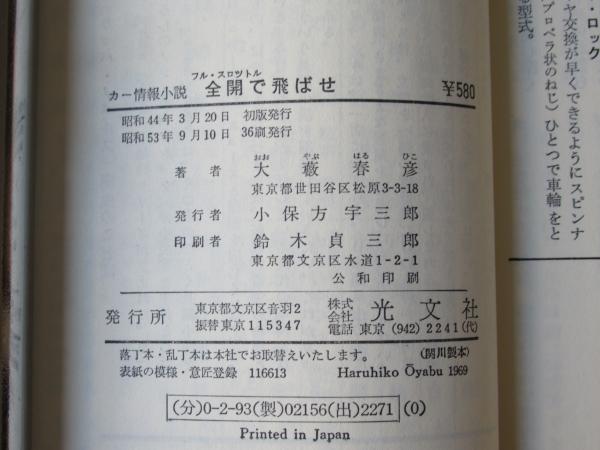 フル・スロツトル
カー情報小説 全開で飛ばせ ¥580
昭和44年3月20日 初版発行
昭和53年9月10日 36刷発行
おお やぶ はる ひこ
著者 大藪春彦
東京都世田谷区松原3-3-18
発行者 小保方宇三郎
印刷者 鈴木貞三郎
東京都文京区水道1-2-1
公和印刷
発行所 東京都文京区音羽2 株式会社 光文社
振替東京115347 電話 東京(942)2241(代)
落丁本・乱丁本は本社でお取替えいたします。 (関川製本)
表紙の模様・意匠登録 116613 Haruhiko Ōyabu 1969
(分)0-2-93(製)02156(出)2271 (0)
Printed in Japan
・ロック
ヤ交換が早くできるようにスピンナ
プロペラ状のねじ)ひとつで車輪をと
る型式。